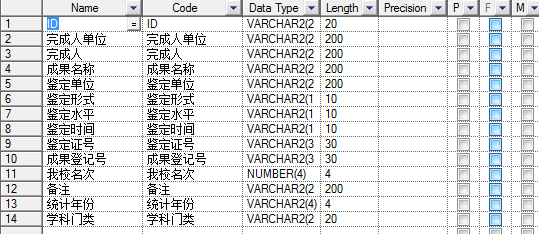 Name Code Data Type Length Precision P F M
1 ID = ID VARCHAR2(2 20
2 完成人单位 完成人单位 VARCHAR2(2 200
3 完成人 完成人 VARCHAR2(2 200
4 成果名称 成果名称 VARCHAR2(2 200
5 鉴定单位 鉴定单位 VARCHAR2(2 200
6 鉴定形式 鉴定形式 VARCHAR2(1 10
7 鉴定水平 鉴定水平 VARCHAR2(1 10
8 鉴定时间 鉴定时间 VARCHAR2(1 10
9 鉴定证号 鉴定证号 VARCHAR2(3 30
10 成果登记号 成果登记号 VARCHAR2(3 30
11 我校名次 我校名次 NUMBER(4) 4
12 备注 备注 VARCHAR2(2 200
13 统计年份 统计年份 VARCHAR2(4) 4
14 学科门类 学科门类 VARCHAR2(2 20